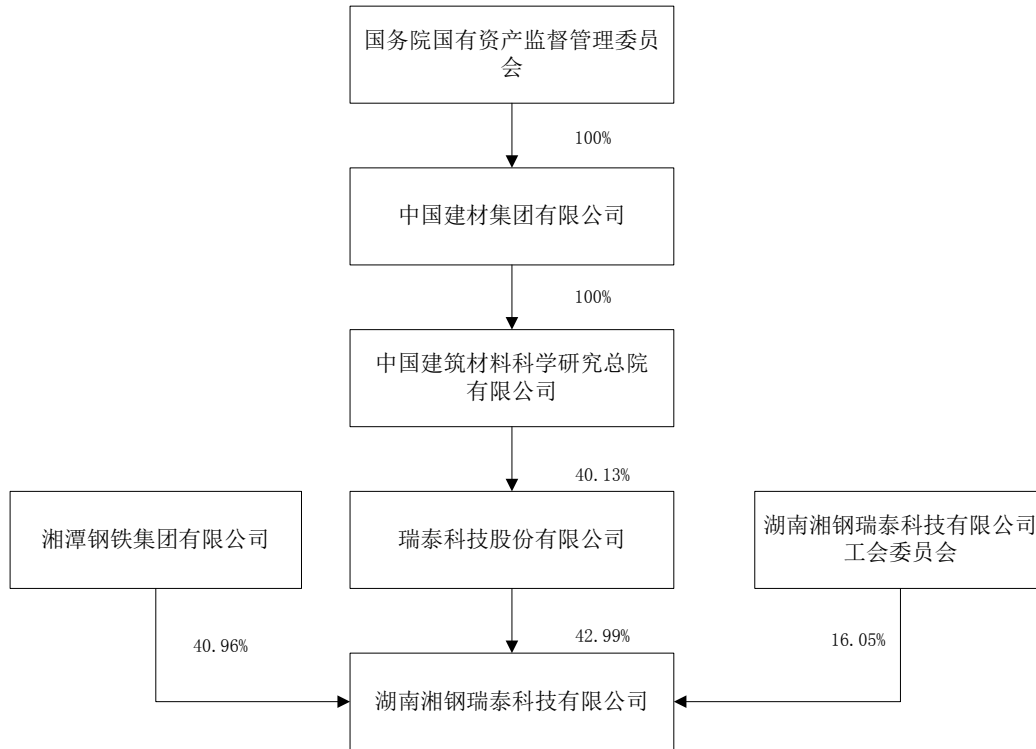 国务院国有资产监督管理委员
会
100%
中国建材集团有限公司
100%
中国建筑材料科学研究总院
有限公司
40.13%
湘潭钢铁集团有限公司
瑞泰科技股份有限公司
湖南湘钢瑞泰科技有限公司
工会委员会
40.96%
42.99%
16.05%
湖南湘钢瑞泰科技有限公司